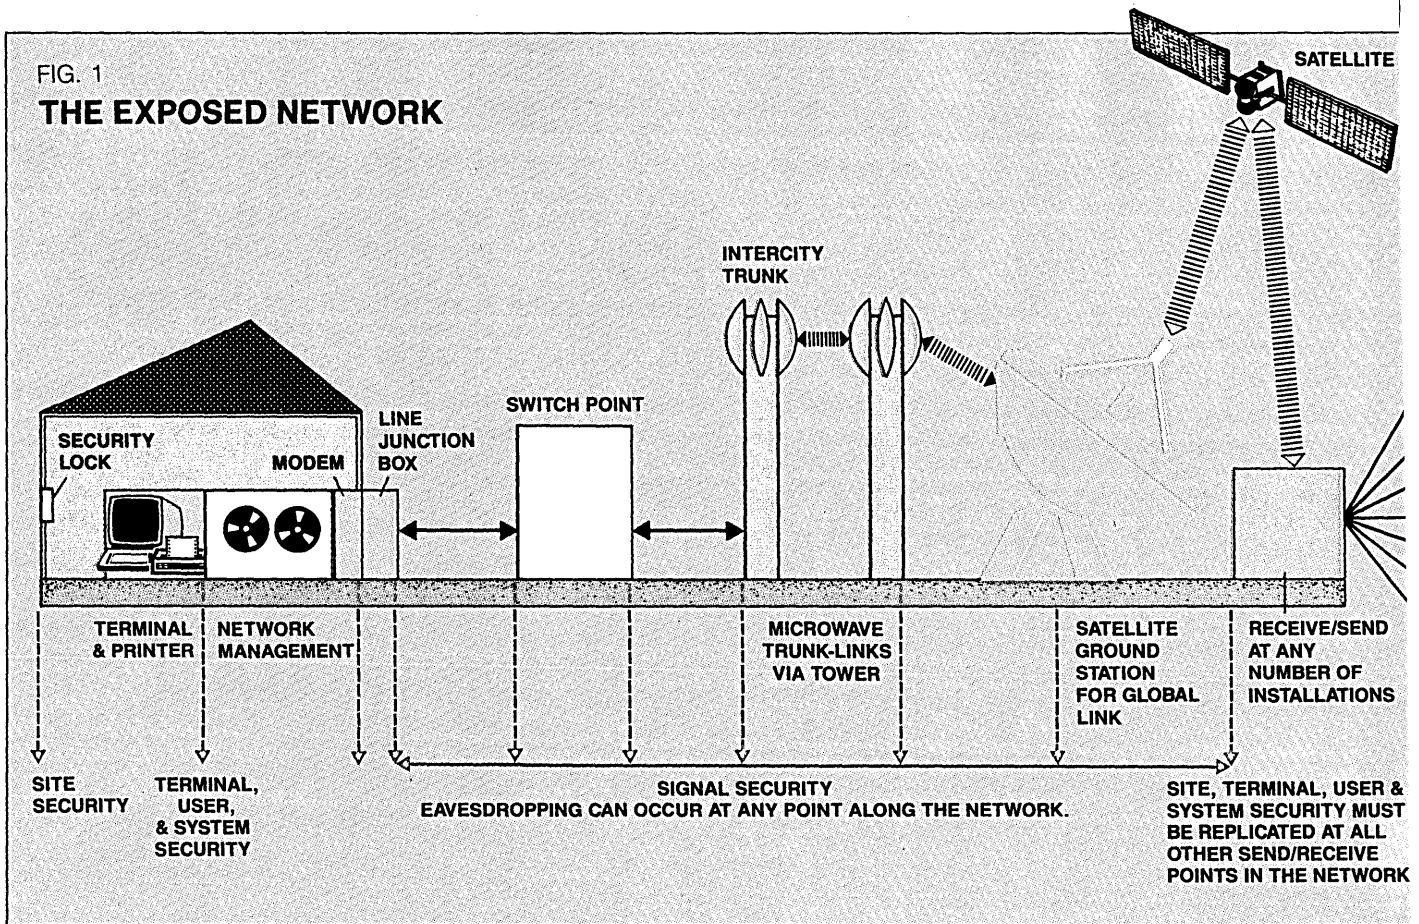 FIG. 1
THE EXPOSED NETWORK
SATELLITE
INTERCITY
TRUNK
SWITCH POINT
LINE
JUNCTION
BOX
SECURITY
LOCK
MODEM
TERMINAL
& PRINTER
NETWORK
MANAGEMENT
MICROWAVE
TRUNK-LINKS
VIA TOWER
SATELLITE
GROUND
STATION
FOR GLOBAL
LINK
RECEIVE/SEND
AT ANY
NUMBER OF
INSTALLATIONS
SITE
SECURITY
TERMINAL,
USER,
& SYSTEM
SECURITY
SIGNAL SECURITY
EAVESDROPPING CAN OCCUR AT ANY POINT ALONG THE NETWORK.
SITE, TERMINAL, USER &
SYSTEM SECURITY MUST
BE REPLICATED AT ALL
OTHER SEND/RECEIVE
POINTS IN THE NETWORK